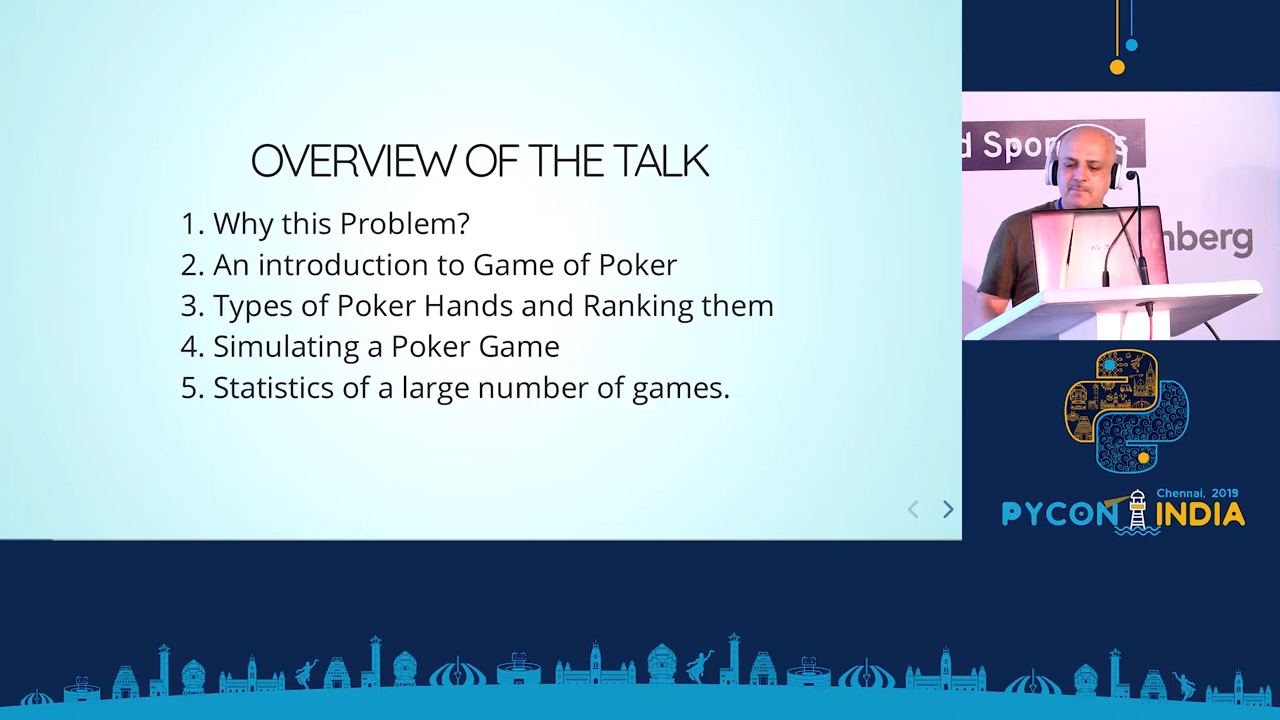 OVERVIEW OF THE TALK
1. Why this Problem?
2. An introduction to Game of Poker
3. Types of Poker Hands and Ranking them
4. Simulating a Poker Game
5. Statistics of a large number of games.
d Spon s
mberg
Chennai, 2019
PYCON INDIA